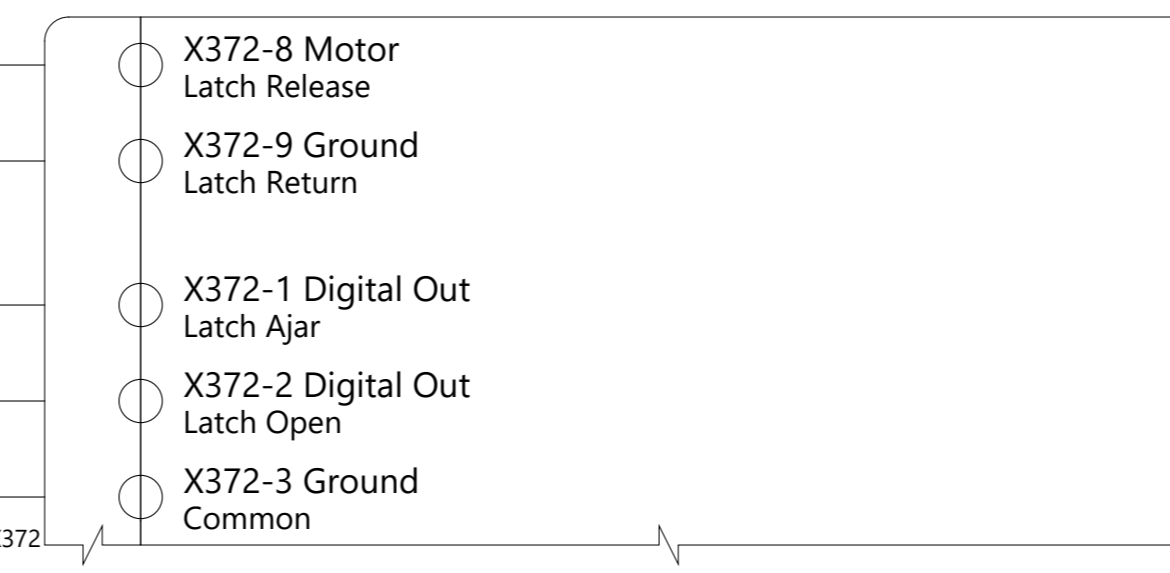 X372-8 Motor
Latch Release
X372-9 Ground
Latch Return
X372-1 Digital Out
Latch Ajar
X372-2 Digital Out
Latch Open
X372-3 Ground
Common